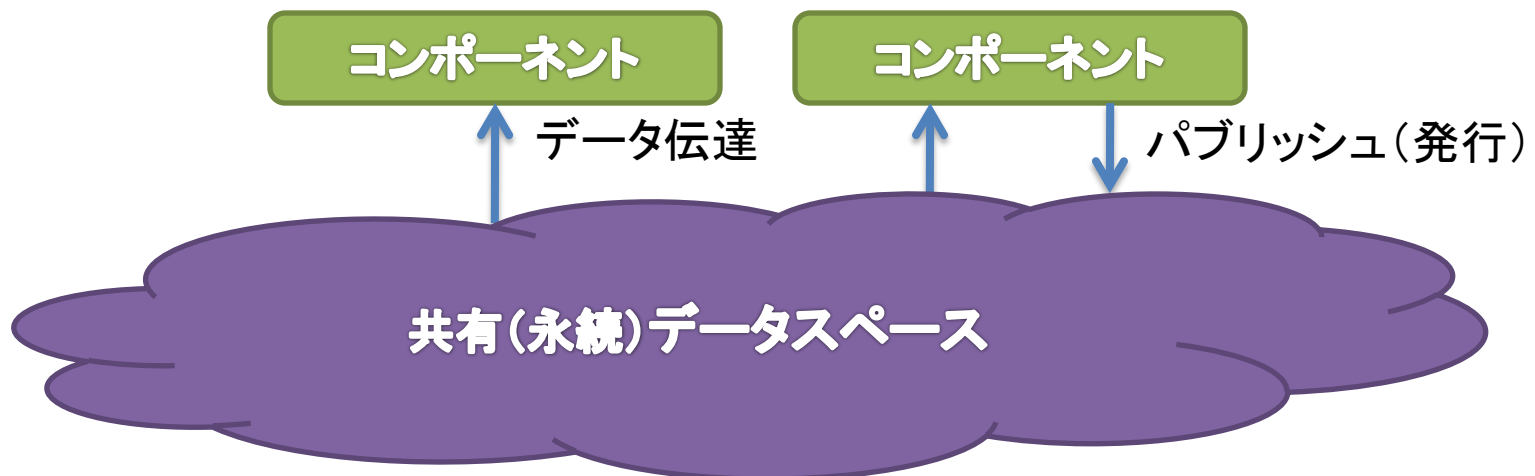 コンポーネント
コンポーネント
データ伝達
パブリッシュ（発行）
共有（永続）データスペース